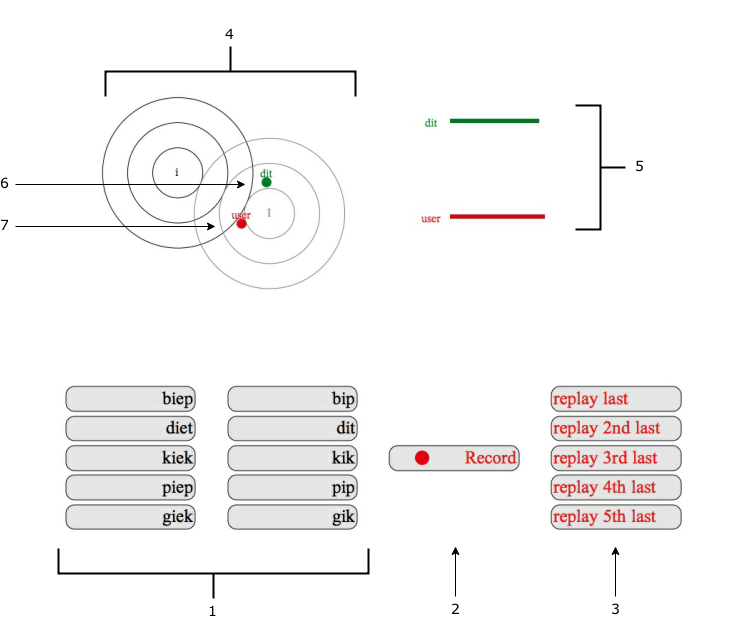 4
i
dit
6
user
I
7
dit
user
5
biep
bip
replay last
diet
dit
replay 2nd last
kiek
kik
Record
replay 3rd last
piep
pip
replay 4th last
giek
gik
replay 5th last
1
2
3